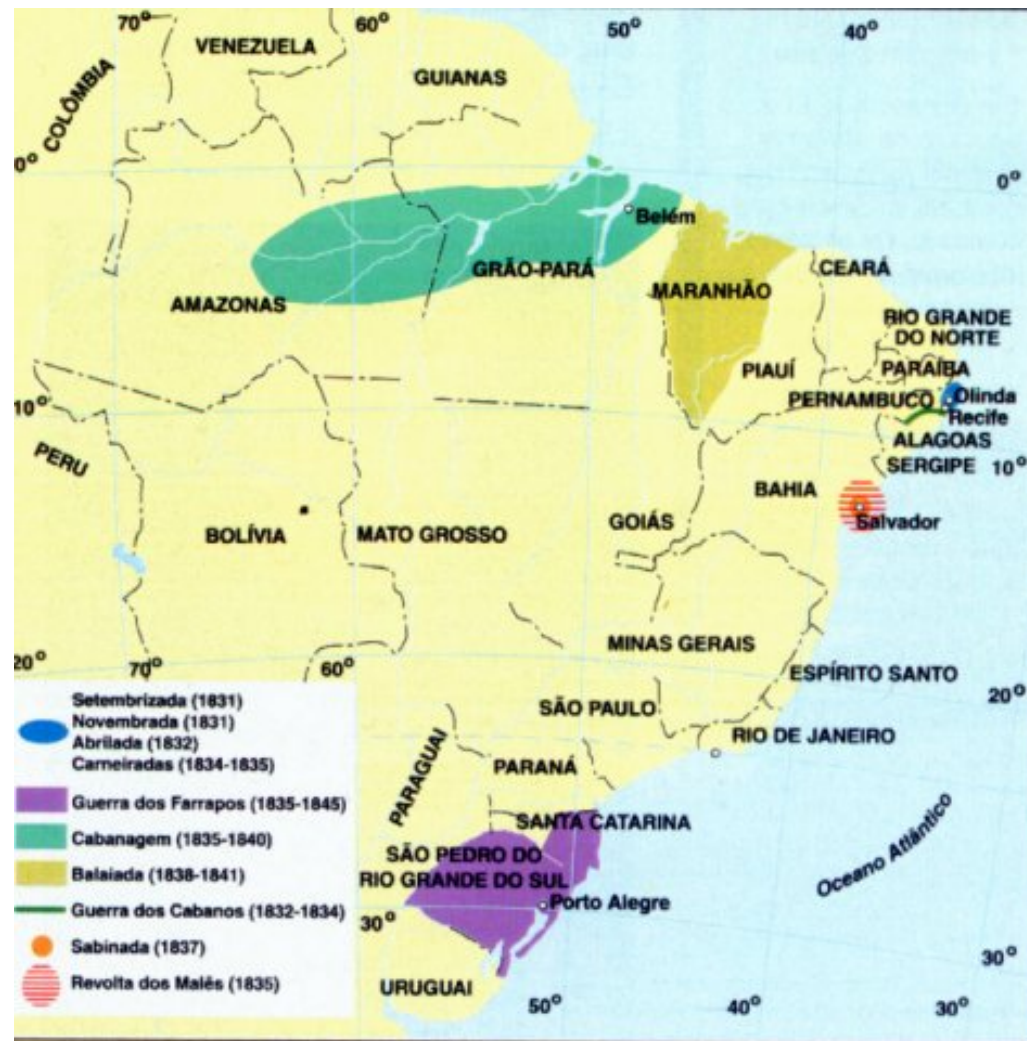 70°
60°
50°
40°
VENEZUELA
GUIANAS
COLÔMBIA
0°
0°
Belém
GRÃO-PARÁ
CEARÁ
AMAZONAS
MARANHÃO
RIO GRANDE
DO NORTE
PIAUÍ
PARAÍBA
PERNAMBUCO
Olinda
Recife
10°
ALAGOAS
SERGIPE
10°
PERU
BAHIA
BOLÍVIA
MATO GROSSO
GOIÁS
Salvador
MINAS GERAIS
20°
70°
60°
ESPÍRITO SANTO
20°
SÃO PAULO
RIO DE JANEIRO
PARAGUAI
PARANÁ
SANTA CATARINA
SÃO PEDRO DO
RIO GRANDE DO SUL
Porto Alegre
Oceano Atlântico
30°
30°
URUGUAI
50°
40°
30°
Setembrizada (1831)
Novembrada (1831)
Abrilada (1832)
Carneiradas (1834-1835)
Guerra dos Farrapos (1835-1845)
Cabanagem (1835-1840)
Balaiada (1838-1841)
Guerra dos Cabanos (1832-1834)
Sabinada (1837)
Revolta dos Malês (1835)